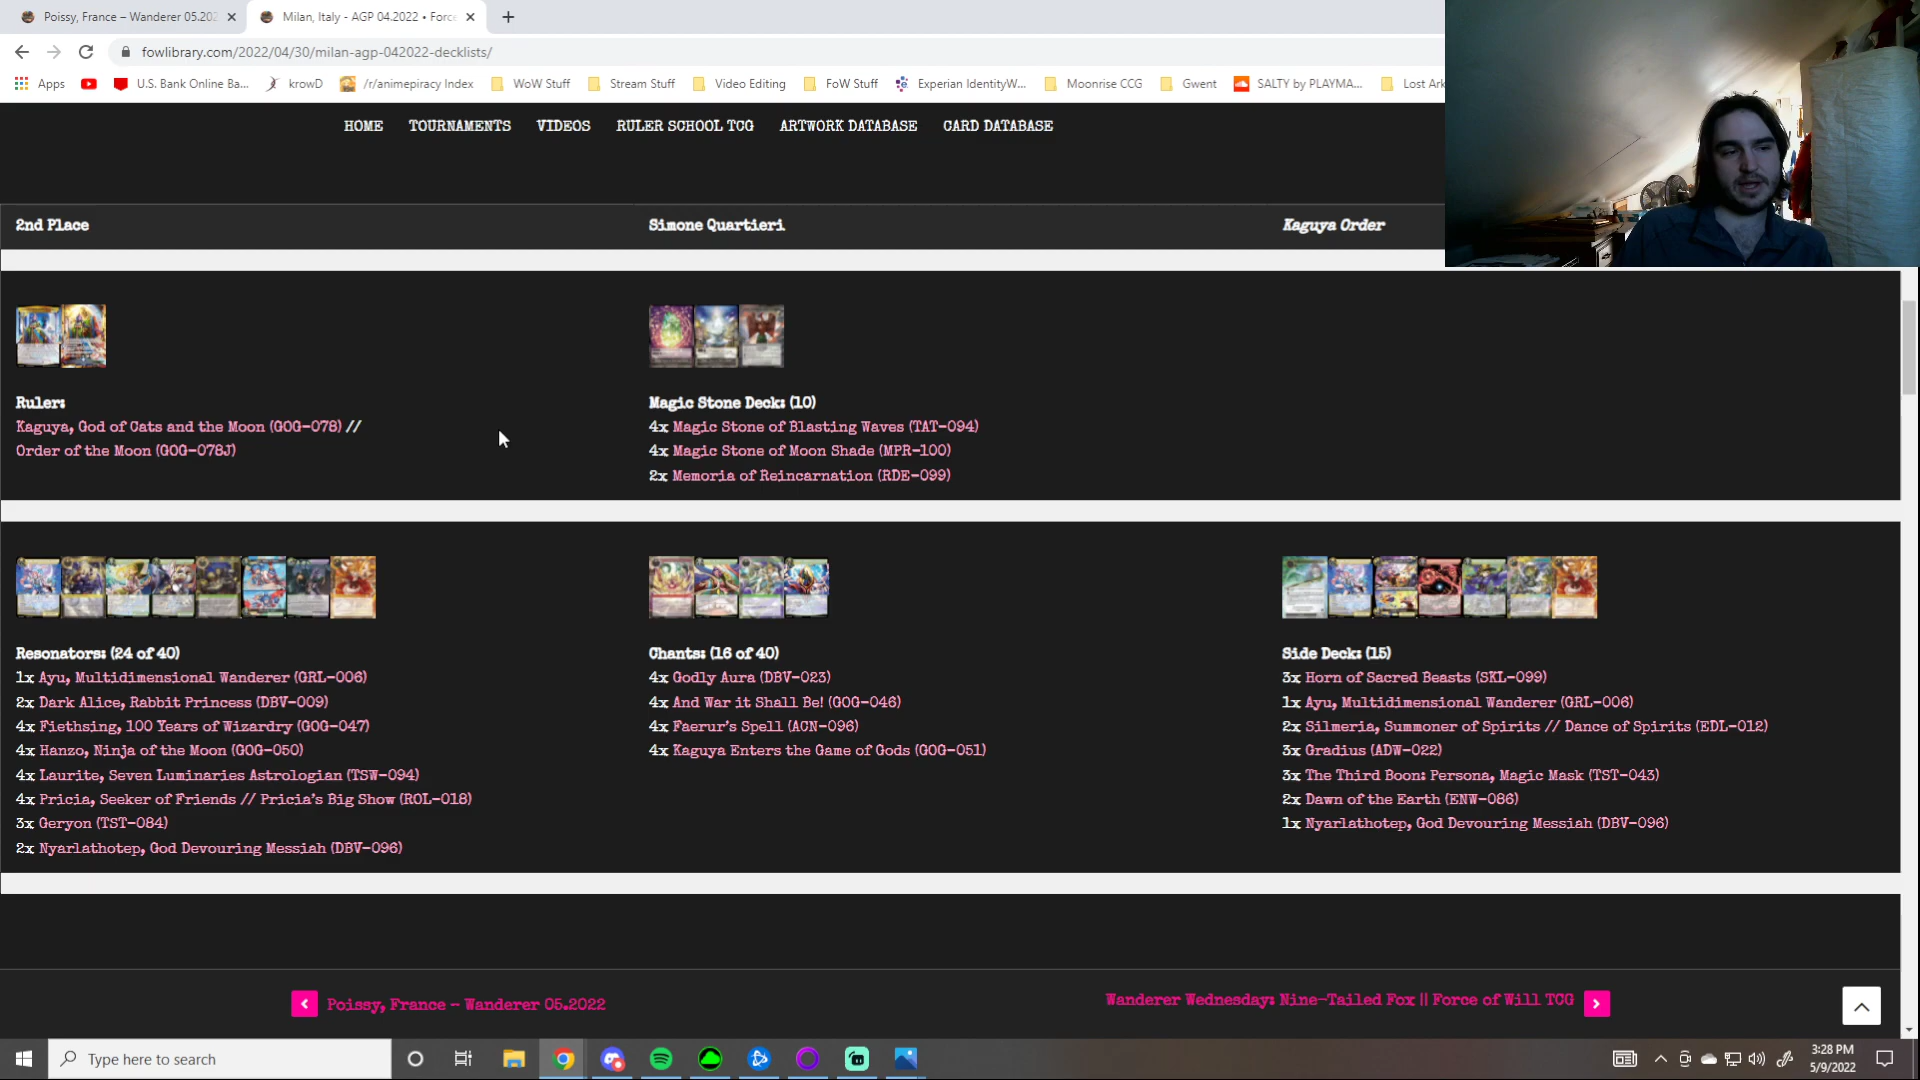 Poissy, France – Wanderer 05.202
Milan, Italy - AGP 04.2022 • Force
fowlibrary.com/2022/04/30/milan-agp-042022-decklists/
Apps
U.S. Bank Online Ba...
krowD
/r/animepiracy Index
WoW Stuff
Stream Stuff
Video Editing
FoW Stuff
Experian IdentityW...
Moonrise CCG
Gwent
SALTY by PLAYMA...
Lost Ark
HOME
TOURNAMENTS
VIDEOS
RULER SCHOOL TCG
ARTWORK DATABASE
CARD DATABASE
2nd Place
Simone Quartieri
Kaguya Order
Ruler:
Kaguya, God of Cats and the Moon (GOG-078) //
Order of the Moon (GOG-078J)
Magic Stone Deck: (10)
4x Magic Stone of Blasting Waves (TAT-094)
4x Magic Stone of Moon Shade (MPR-100)
2x Memoria of Reincarnation (RDE-099)
Resonators: (24 of 40)
1x Ayu, Multidimensional Wanderer (GRL-006)
2x Dark Alice, Rabbit Princess (DBV-009)
4x Fiethsing, 100 Years of Wizardry (GOG-047)
4x Hanzo, Ninja of the Moon (GOG-050)
4x Laurite, Seven Luminaries Astrologian (TSW-094)
4x Pricia, Seeker of Friends // Pricia's Big Show (ROL-018)
3x Geryon (TST-084)
2x Nyarlathotep, God Devouring Messiah (DBV-096)
Chants: (16 of 40)
4x Godly Aura (DBV-023)
4x And War it Shall Be! (GOG-046)
4x Faerur's Spell (AGN-096)
4x Kaguya Enters the Game of Gods (GOG-051)
Side Deck: (15)
3x Horn of Sacred Beasts (SKL-099)
1x Ayu, Multidimensional Wanderer (GRL-006)
2x Silmeria, Summoner of Spirits // Dance of Spirits (EDL-012)
3x Gradius (ADW-022)
3x The Third Boon: Persona, Magic Mask (TST-043)
2x Dawn of the Earth (ENW-086)
1x Nyarlathotep, God Devouring Messiah (DBV-096)
Poissy, France – Wanderer 05.2022
Wanderer Wednesday: Nine-Tailed Fox || Force of Will TCG
Type here to search
3:28 PM
5/9/2022